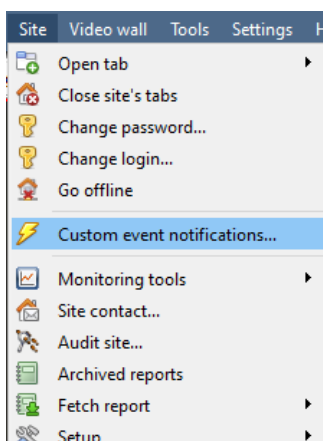 Site Video wall Tools Settings H
Open tab
Close site's tabs
Change password...
Change login...
Go offline
Custom event notifications...
Monitoring tools
Site contact...
Audit site...
Archived reports
Fetch report
Setup